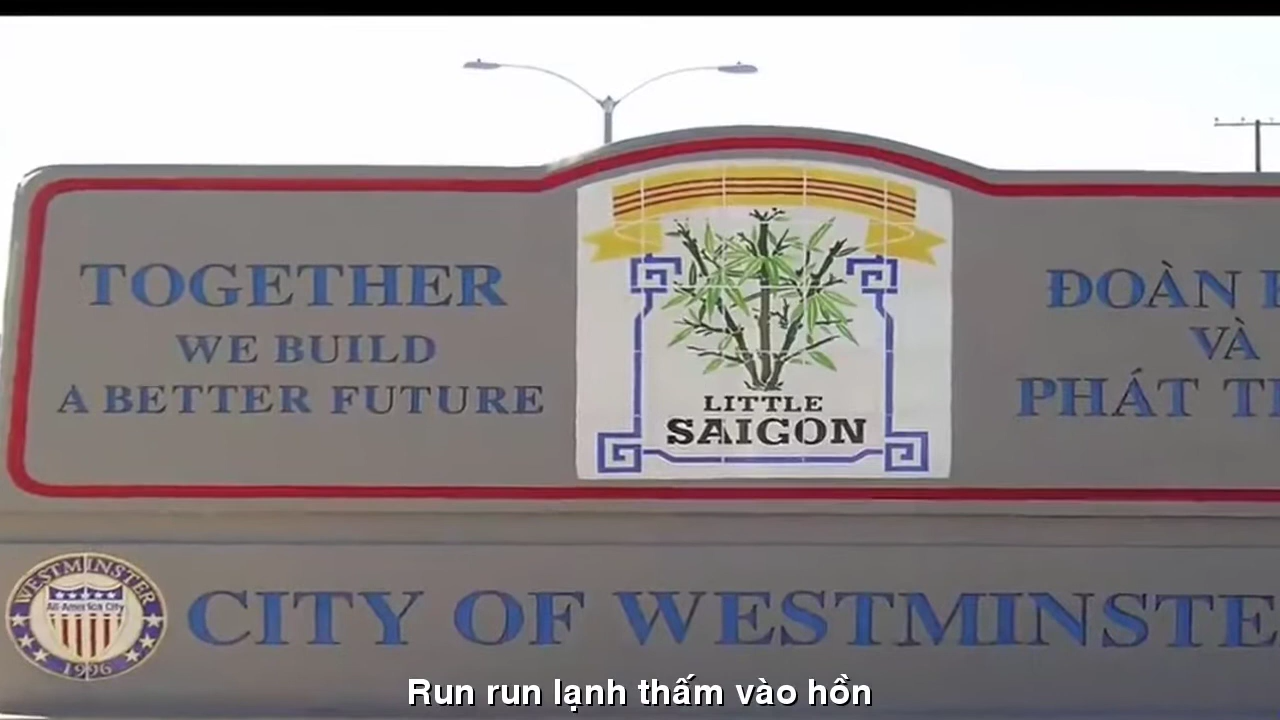 TOGETHER
WE BUILD
A BETTER FUTURE
LITTLE
SAIGON
ĐOÀN
VÀ
PHÁT
WESTMINSTER
All-America City
1996
CITY OF WESTMINSTE
Run run lạnh thấm vào hồn